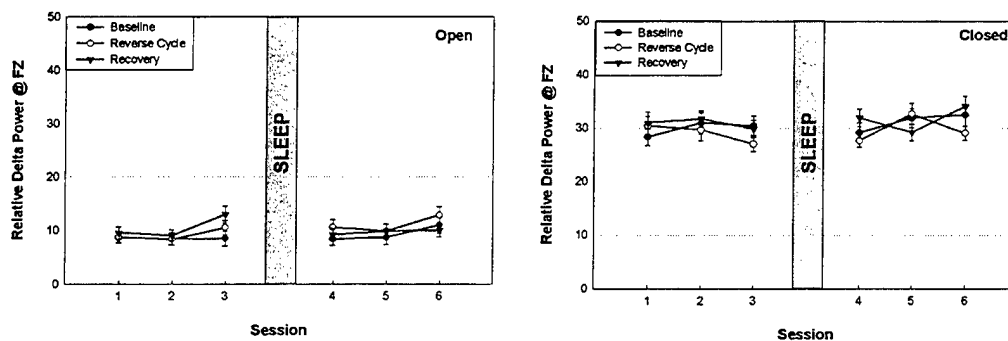 Baseline
Reverse Cycle
Recovery
Open
Relative Delta Power @ FZ
50
40
30
20
10
0
SLEEP
1 2 3 4 5 6
Session
Baseline
Reverse Cycle
Recovery
Closed
Relative Delta Power @ FZ
50
40
30
20
10
0
SLEEP
1 2 3 4 5 6
Session